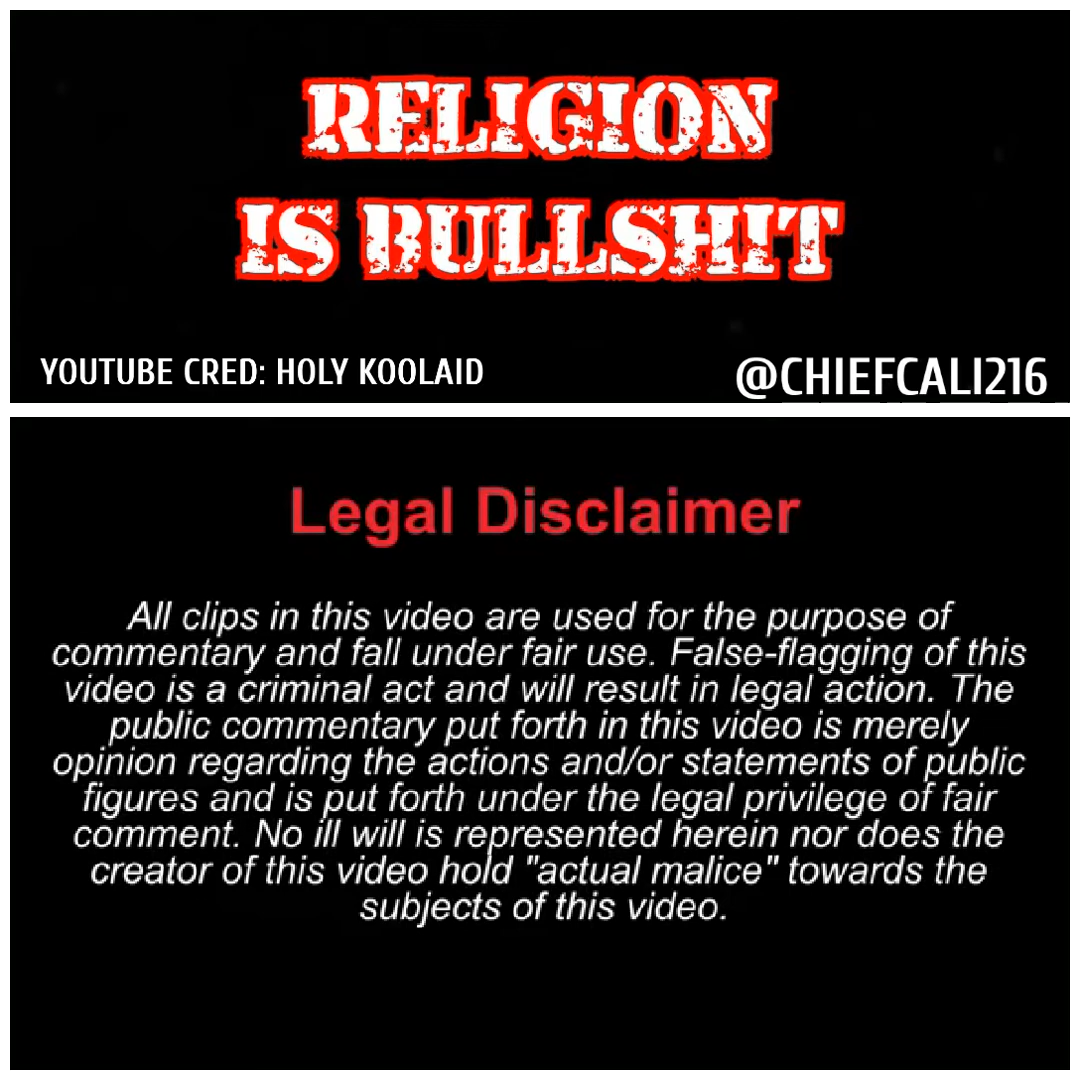 RELIGION
IS BULLSHIT
YOUTUBE CRED: HOLY KOOLAID
@CHIEFCALI216
Legal Disclaimer
All clips in this video are used for the purpose of
commentary and fall under fair use. False-flagging of this
video is a criminal act and will result in legal action. The
public commentary put forth in this video is merely
opinion regarding the actions and/or statements of public
figures and is put forth under the legal privilege of fair
comment. No ill will is represented herein nor does the
creator of this video hold "actual malice" towards the
subjects of this video.